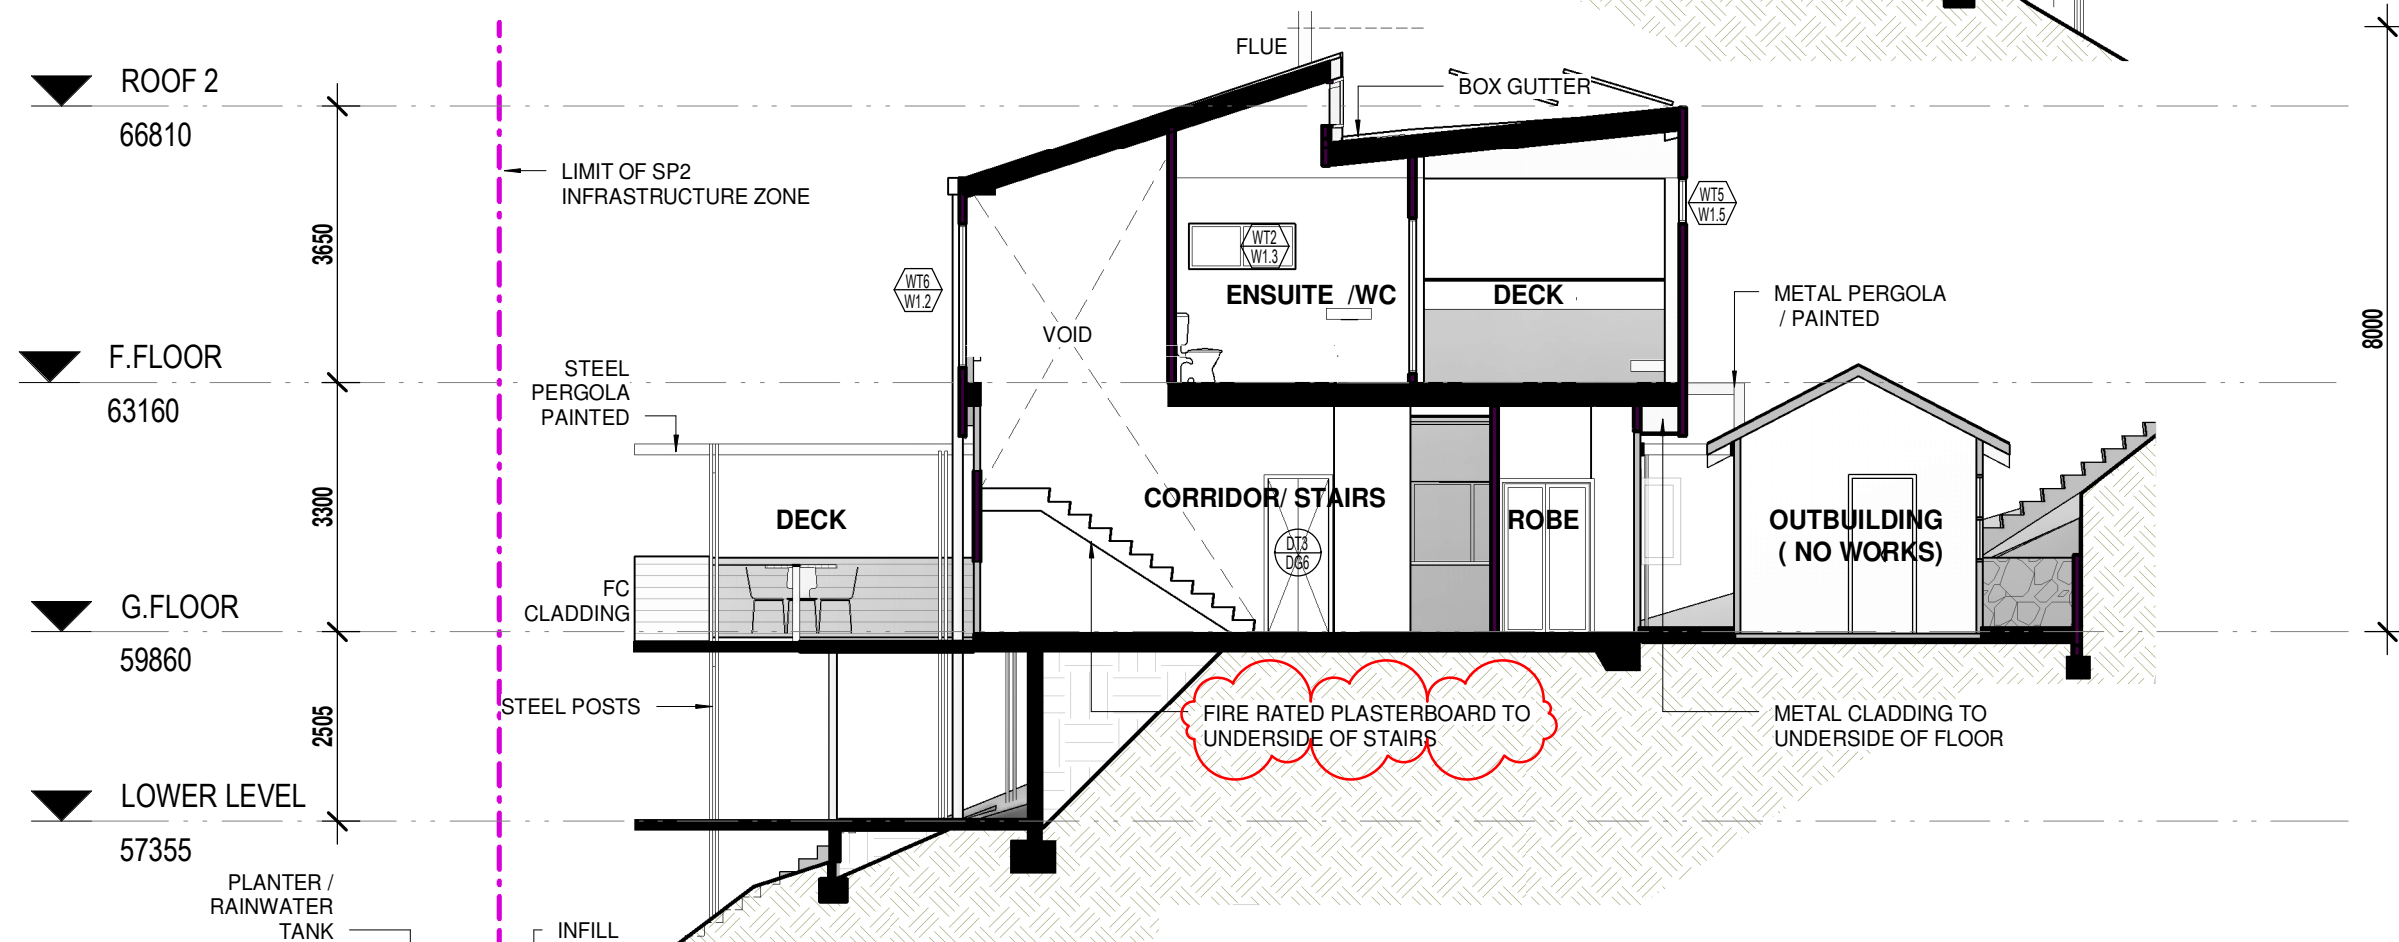 FLUE
ROOF 2
66810
BOX GUTTER
LIMIT OF SP2
INFRASTRUCTURE ZONE
WT5
W1.5
3650
WT2
W1.3
WT6
W1.2
ENSUITE /WC
DECK
METAL PERGOLA
/ PAINTED
8000
VOID
F.FLOOR
63160
STEEL
PERGOLA
PAINTED
3300
DECK
CORRIDOR/ STAIRS
ROBE
OUTBUILDING
( NO WORKS)
DT3
DG6
FC
CLADDING
G.FLOOR
59860
STEEL POSTS
2505
FIRE RATED PLASTERBOARD TO
UNDERSIDE OF STAIRS
METAL CLADDING TO
UNDERSIDE OF FLOOR
LOWER LEVEL
57355
PLANTER /
RAINWATER
TANK
INFILL